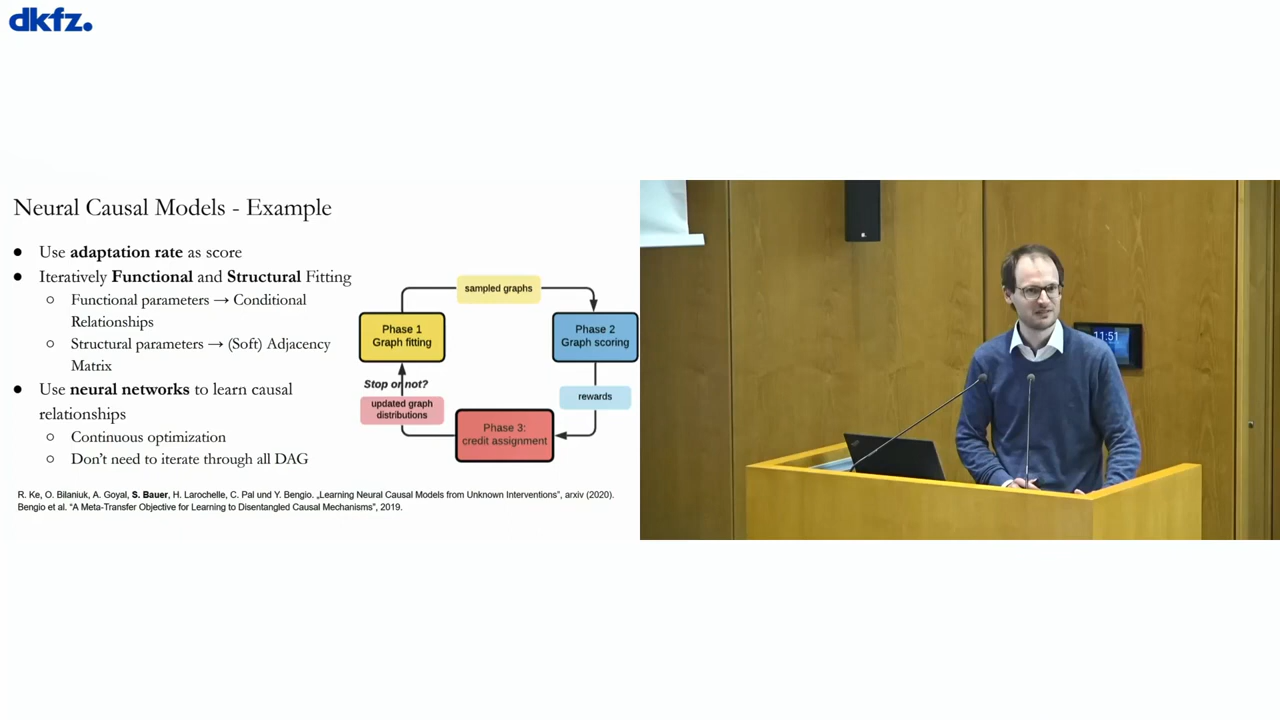 dkfz.
Neural Causal Models - Example
● Use adaptation rate as score
● Iteratively Functional and Structural Fitting
○ Functional parameters → Conditional
Relationships
○ Structural parameters → (Soft) Adjacency
Matrix
● Use neural networks to learn causal
relationships
○ Continuous optimization
○ Don't need to iterate through all DAG
sampled graphs
Phase 1
Graph fitting
Phase 2
Graph scoring
Stop or not?
updated graph
distributions
rewards
Phase 3:
credit assignment
R. Ke, O. Bilaniuk, A. Goyal, S. Bauer, H. Larochelle, C. Pal und Y. Bengio. „Learning Neural Causal Models from Unknown Interventions", arxiv (2020).
Bengio et al. "A Meta-Transfer Objective for Learning to Disentangled Causal Mechanisms", 2019.
11:51